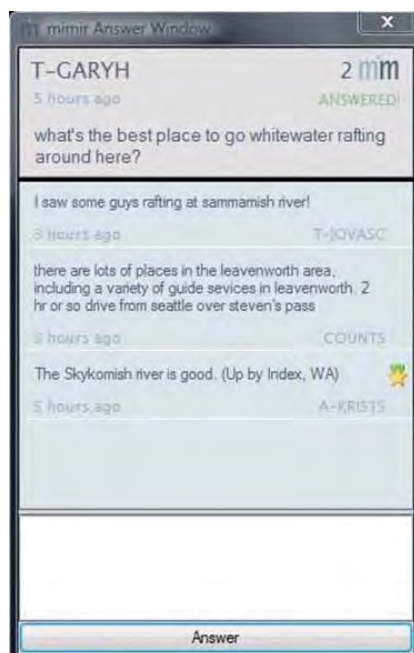 mimir Answer Window
X
T-GARYH
2 mim
5 hours ago
ANSWERED!
what's the best place to go whitewater rafting
around here?
I saw some guys rafting at sammamish river!
3 hours ago
T-JOVASC
there are lots of places in the leavenworth area,
including a variety of guide sevices in leavenworth. 2
hr or so drive from seattle over steven's pass
5 hours ago
COUNTS
The Skykomish river is good. (Up by Index, WA)
5 hours ago
A-KRISTS
Answer